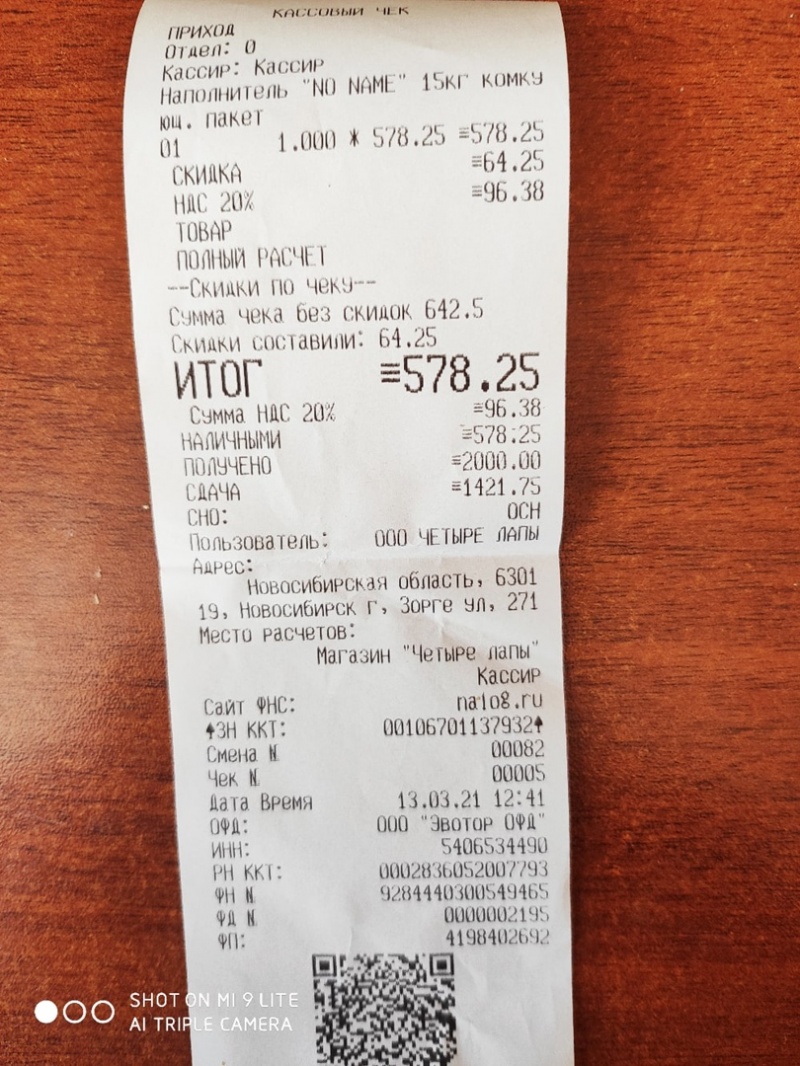 КАССОВЫЙ ЧЕК
ПРИХОД
Отдел: 0
Кассир: Кассир
Наполнитель "NO NAME" 15кг комку
ющ. пакет
01 1.000 * 578.25 ≡578.25
СКИДКА ≡64.25
НДС 20% ≡96.38
ТОВАР
ПОЛНЫЙ РАСЧЕТ
--Скидки по чеку--
Сумма чека без скидок 642.5
Скидки составили: 64.25
ИТОГ ≡578.25
Сумма НДС 20% ≡96.38
НАЛИЧНЫМИ ≡578.25
ПОЛУЧЕНО ≡2000.00
СДАЧА ≡1421.75
СНО: ОСН
Пользователь: ООО ЧЕТЫРЕ ЛАПЫ
Адрес:
Новосибирская область, 6301
19, Новосибирск г, Зорге ул, 271
Место расчетов:
Магазин "Четыре лапы"
Кассир
Сайт ФНС: nalog.ru
↑ЗН ККТ: 00106701137932↑
Смена № 00082
Чек № 00005
Дата Время 13.03.21 12:41
ОФД: ООО "Эвотор ОФД"
ИНН: 5406534490
РН ККТ: 0002836052007793
ФН № 9284440300549465
ФД № 0000002195
ФП: 4198402692
SHOT ON MI 9 LITE
AI TRIPLE CAMERA